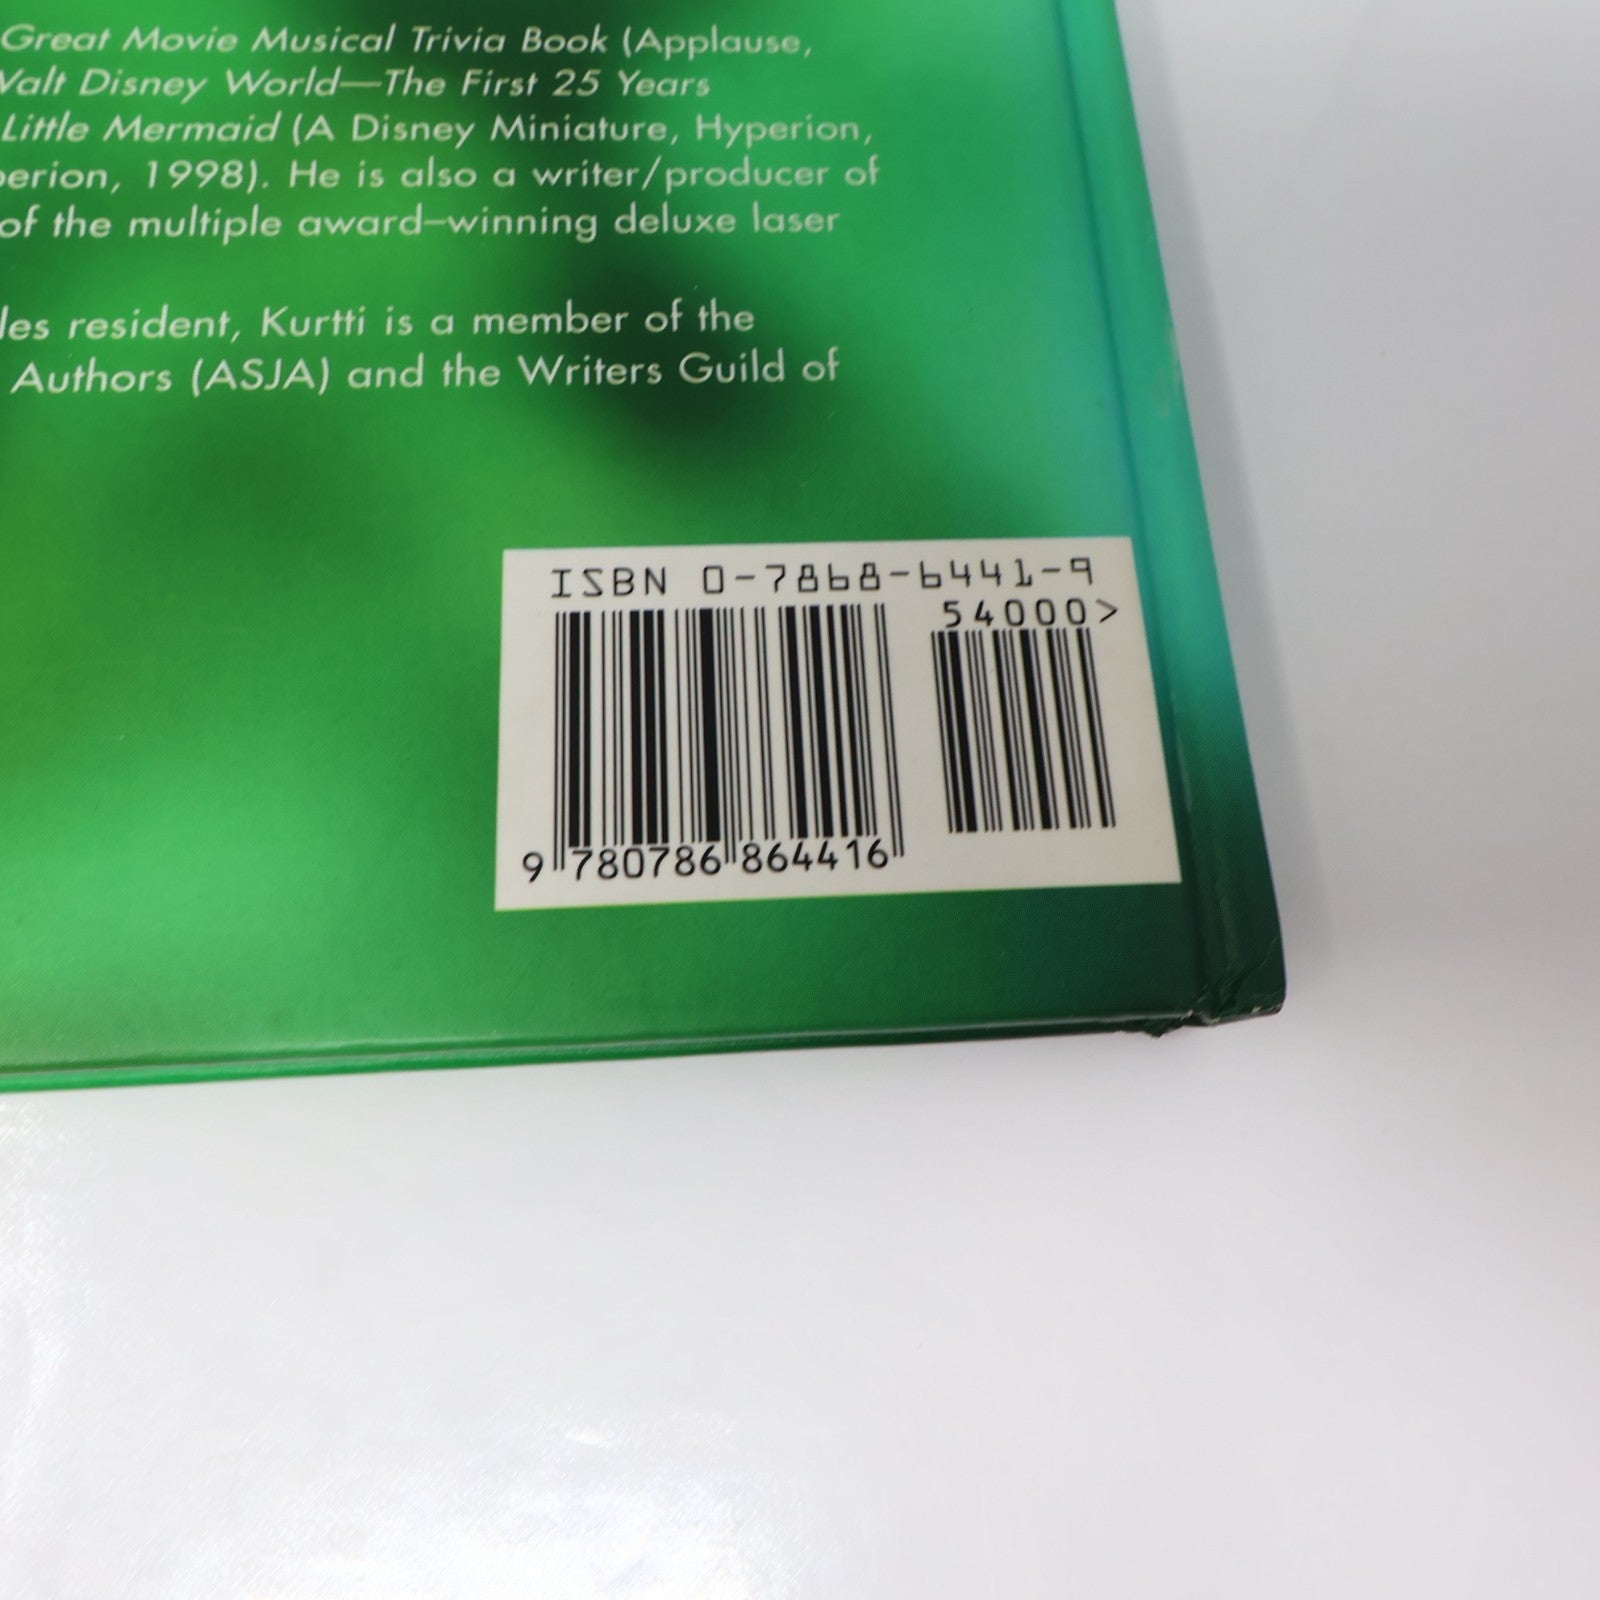 Great Movie Musical Trivia Book (Applause,
Walt Disney World—The First 25 Years
Little Mermaid (A Disney Miniature, Hyperion,
perion, 1998). He is also a writer/producer of
of the multiple award–winning deluxe laser
les resident, Kurtti is a member of the
Authors (ASJA) and the Writers Guild of
ISBN 0-7868-6441-9
54000>
9 780786 864416